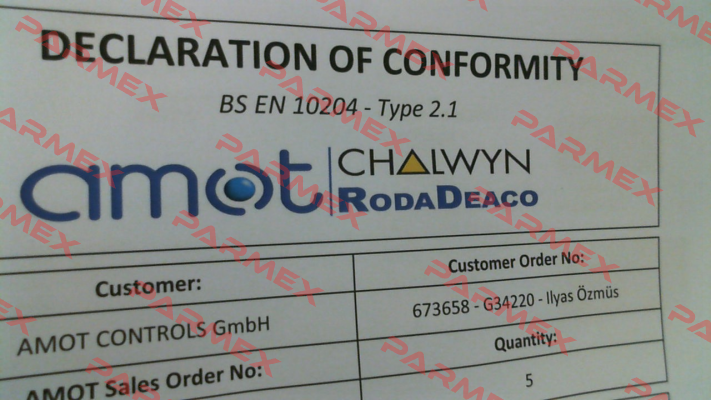 DECLARATION OF CONFORMITY
BS EN 10204 - Type 2.1
amot
CHALWYN
RODADEACO
Customer:
AMOT CONTROLS GmbH
AMOT Sales Order No:
Customer Order No:
673658 - G34220 - Ilyas Özmüs
Quantity:
5
PARMEX